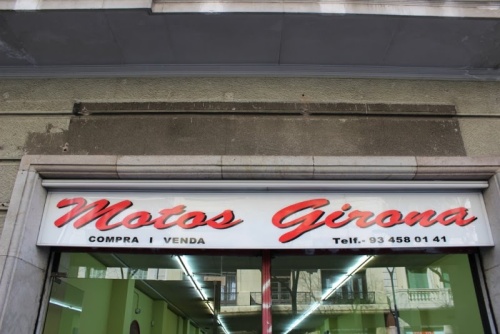 Motos Girona
COMPRA I VENDA Telf.- 93 458 01 41